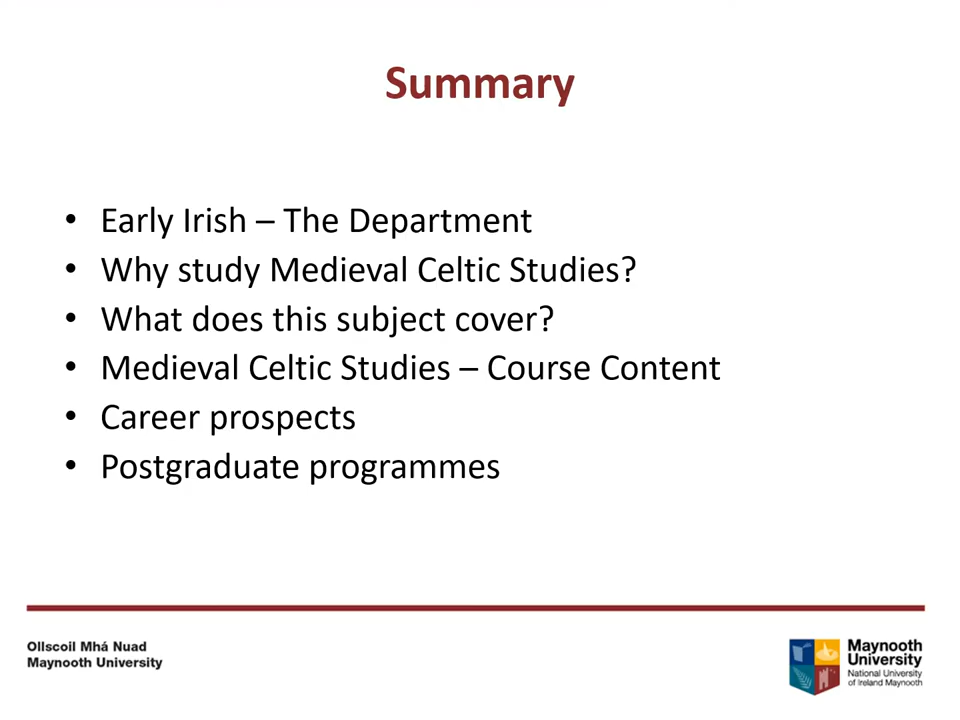 Summary
• Early Irish – The Department
• Why study Medieval Celtic Studies?
• What does this subject cover?
• Medieval Celtic Studies – Course Content
• Career prospects
• Postgraduate programmes
Ollscoil Mhá Nuad
Maynooth University
Maynooth
University
National University
of Ireland Maynooth